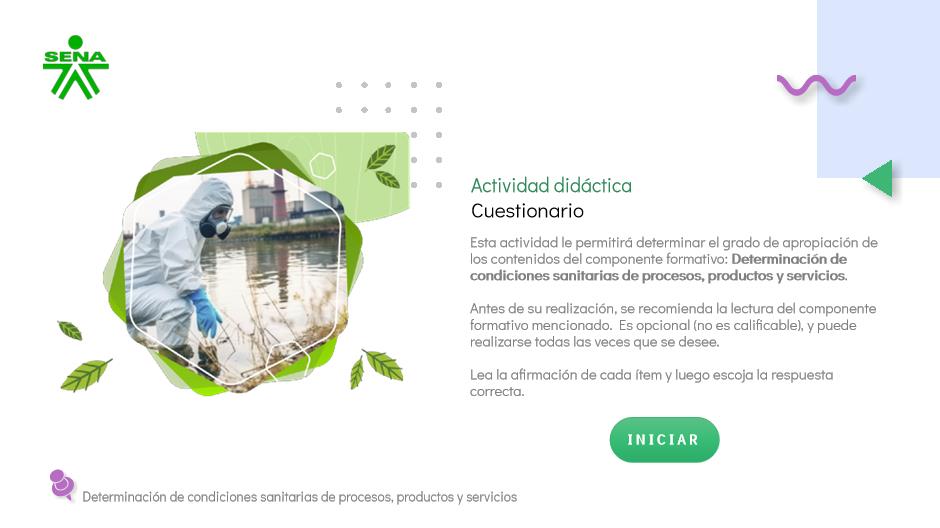 SENA
Actividad didáctica
Cuestionario
Esta actividad le permitirá determinar el grado de apropiación de
los contenidos del componente formativo: Determinación de
condiciones sanitarias de procesos, productos y servicios.
Antes de su realización, se recomienda la lectura del componente
formativo mencionado. Es opcional (no es calificable), y puede
realizarse todas las veces que se desee.
Lea la afirmación de cada ítem y luego escoja la respuesta
correcta.
INICIAR
Determinación de condiciones sanitarias de procesos, productos y servicios